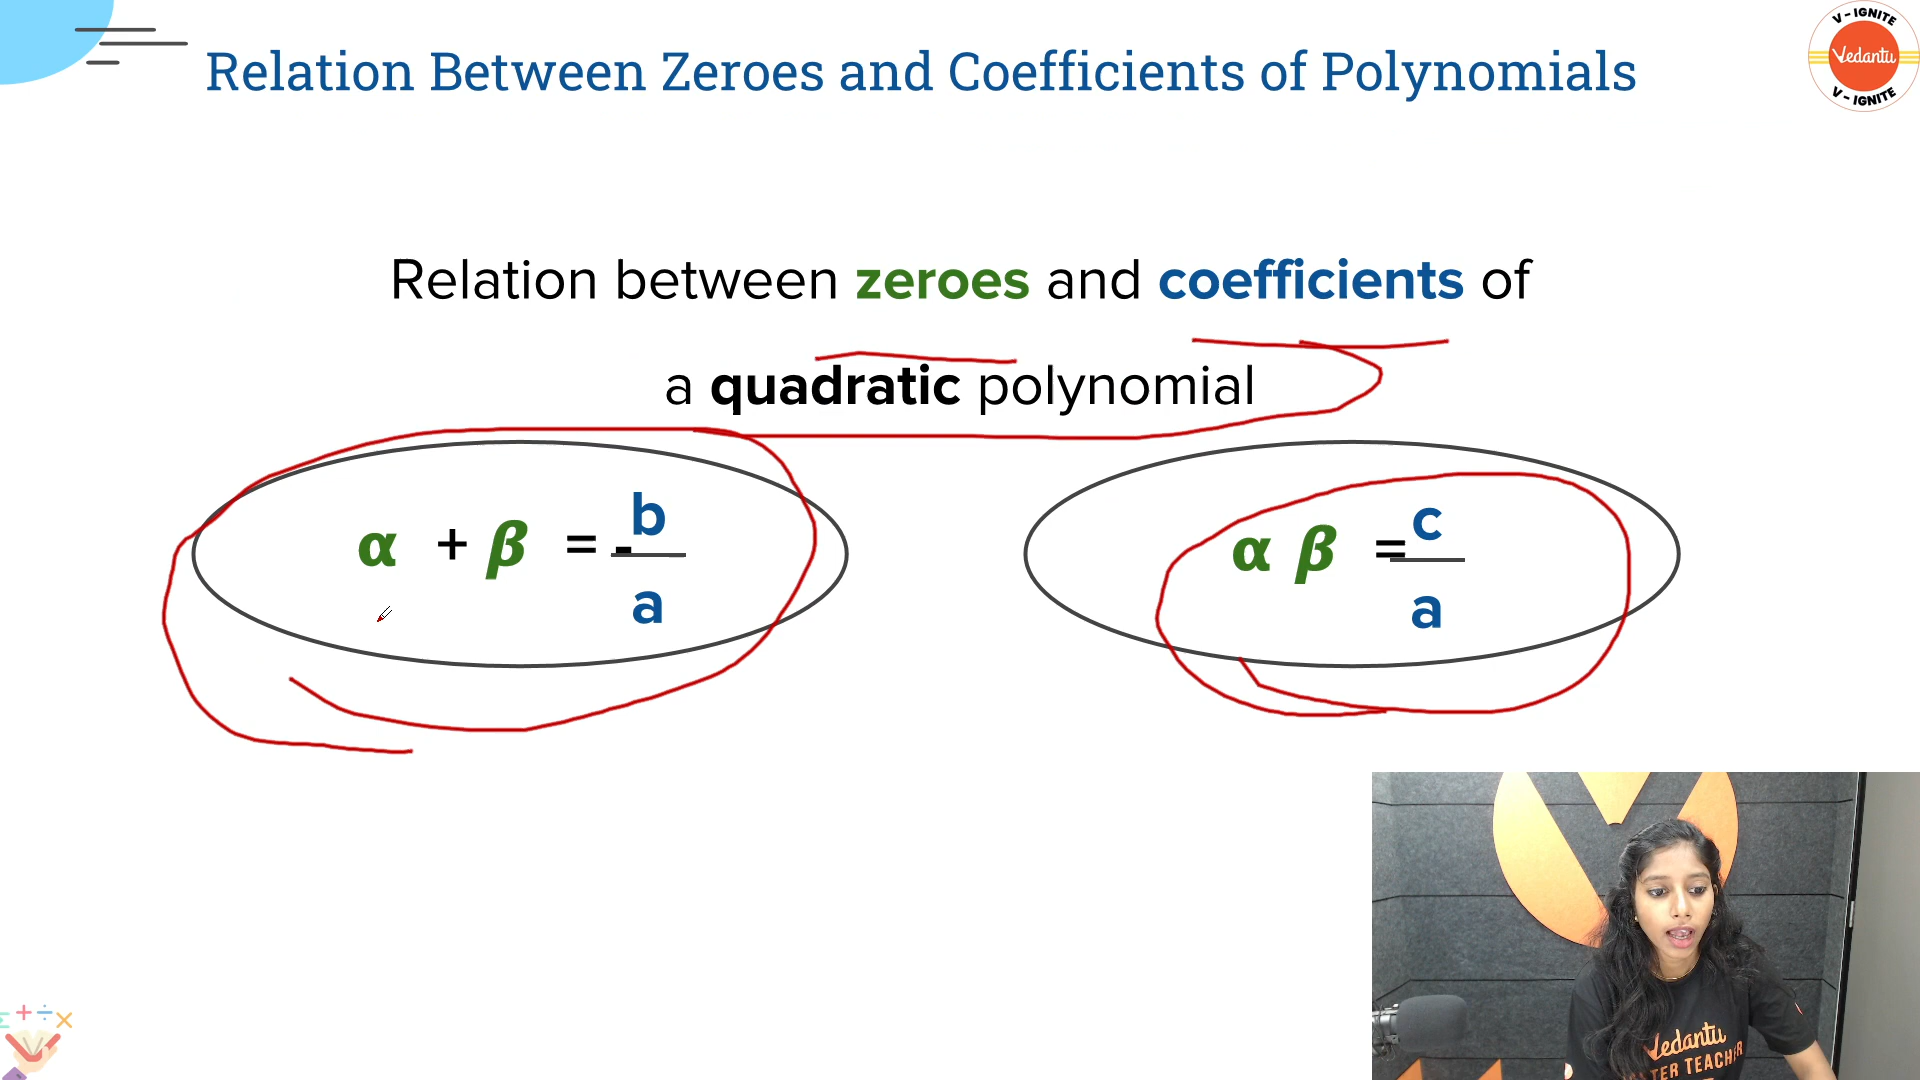 Relation Between Zeroes and Coefficients of Polynomials
V - IGNITE
Vedantu
V - IGNITE
Relation between zeroes and coefficients of
a quadratic polynomial
α + β = - b
a
α β = c
a
Vedantu
TER TEACHER